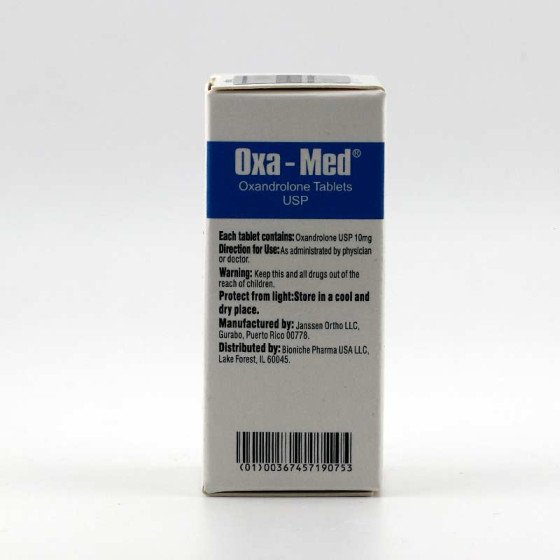 Oxa - Med®
Oxandrolone Tablets
USP
Each tablet contains: Oxandrolone USP 10mg
Direction for Use: As administrated by physician
or doctor.
Warning: Keep this and all drugs out of the
reach of children.
Protect from light:Store in a cool and
dry place.
Manufactured by: Janssen Ortho LLC,
Gurabo, Puerto Rico 00778.
Distributed by: Bioniche Pharma USA LLC,
Lake Forest, IL 60045.
(01)00367457190753